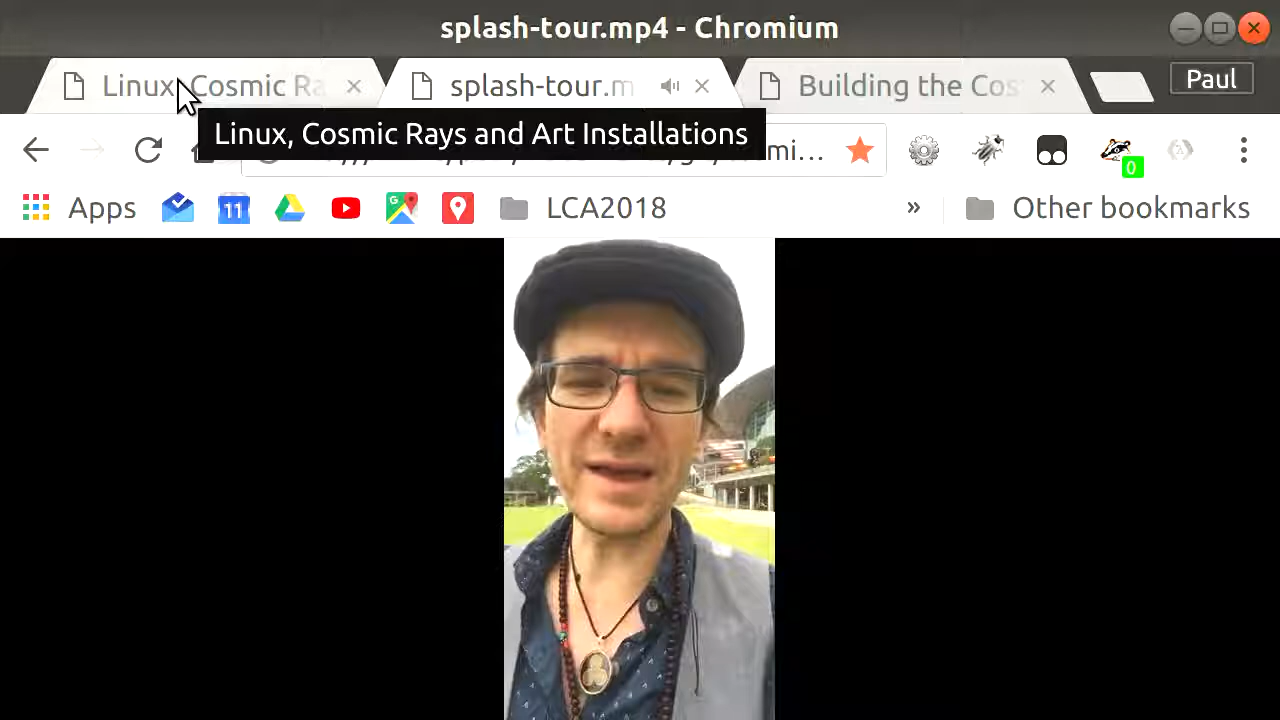 splash-tour.mp4 - Chromium
Linux, Cosmic Ra
splash-tour.m
Building the Cos
Paul
Linux, Cosmic Rays and Art Installations
0
Apps
11
G
LCA2018
»
Other bookmarks